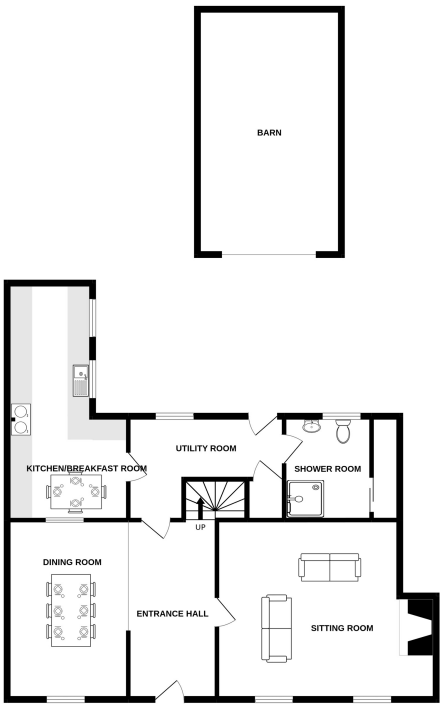 BARN
UTILITY ROOM
KITCHEN/BREAKFAST ROOM
SHOWER ROOM
UP
DINING ROOM
ENTRANCE HALL
SITTING ROOM